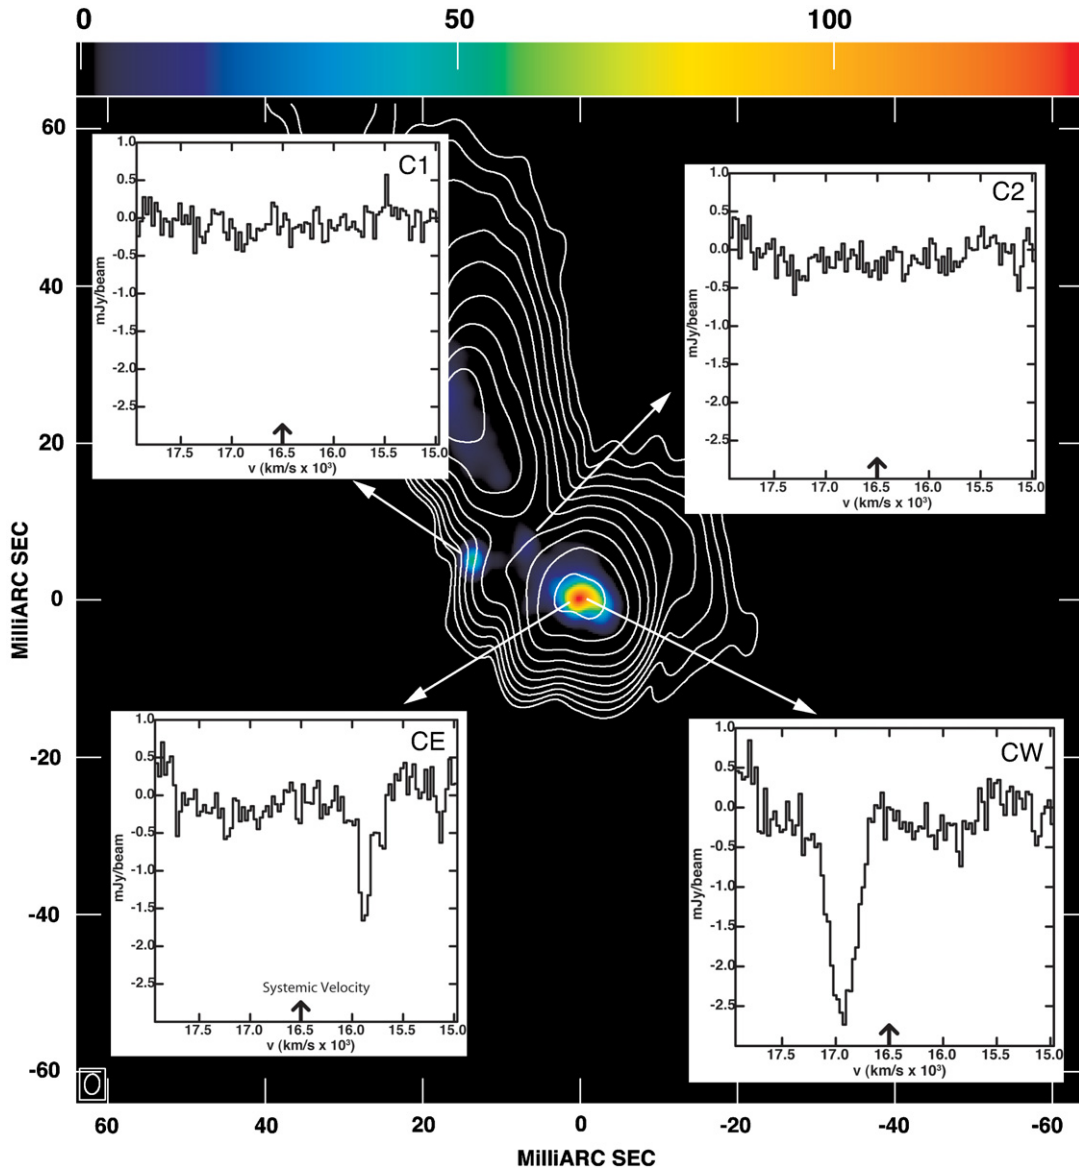 0 50 100
60
40
20
0
-20
-40
-60
MilliARC SEC
60 40 20 0 -20 -40 -60
MilliARC SEC
C1
1.0
0.5
0.0
-0.5
-1.0
-1.5
-2.0
-2.5
mJy/beam
17.5 17.0 16.5 16.0 15.5 15.0
v (km/s x 10³)
C2
1.0
0.5
0.0
-0.5
-1.0
-1.5
-2.0
-2.5
mJy/beam
17.5 17.0 16.5 16.0 15.5 15.0
v (km/s x 10³)
CE
1.0
0.5
0.0
-0.5
-1.0
-1.5
-2.0
-2.5
mJy/beam
Systemic Velocity
17.5 17.0 16.5 16.0 15.5 15.0
v (km/s x 10³)
CW
1.0
0.5
0.0
-0.5
-1.0
-1.5
-2.0
-2.5
mJy/beam
17.5 17.0 16.5 16.0 15.5 15.0
v (km/s x 10³)